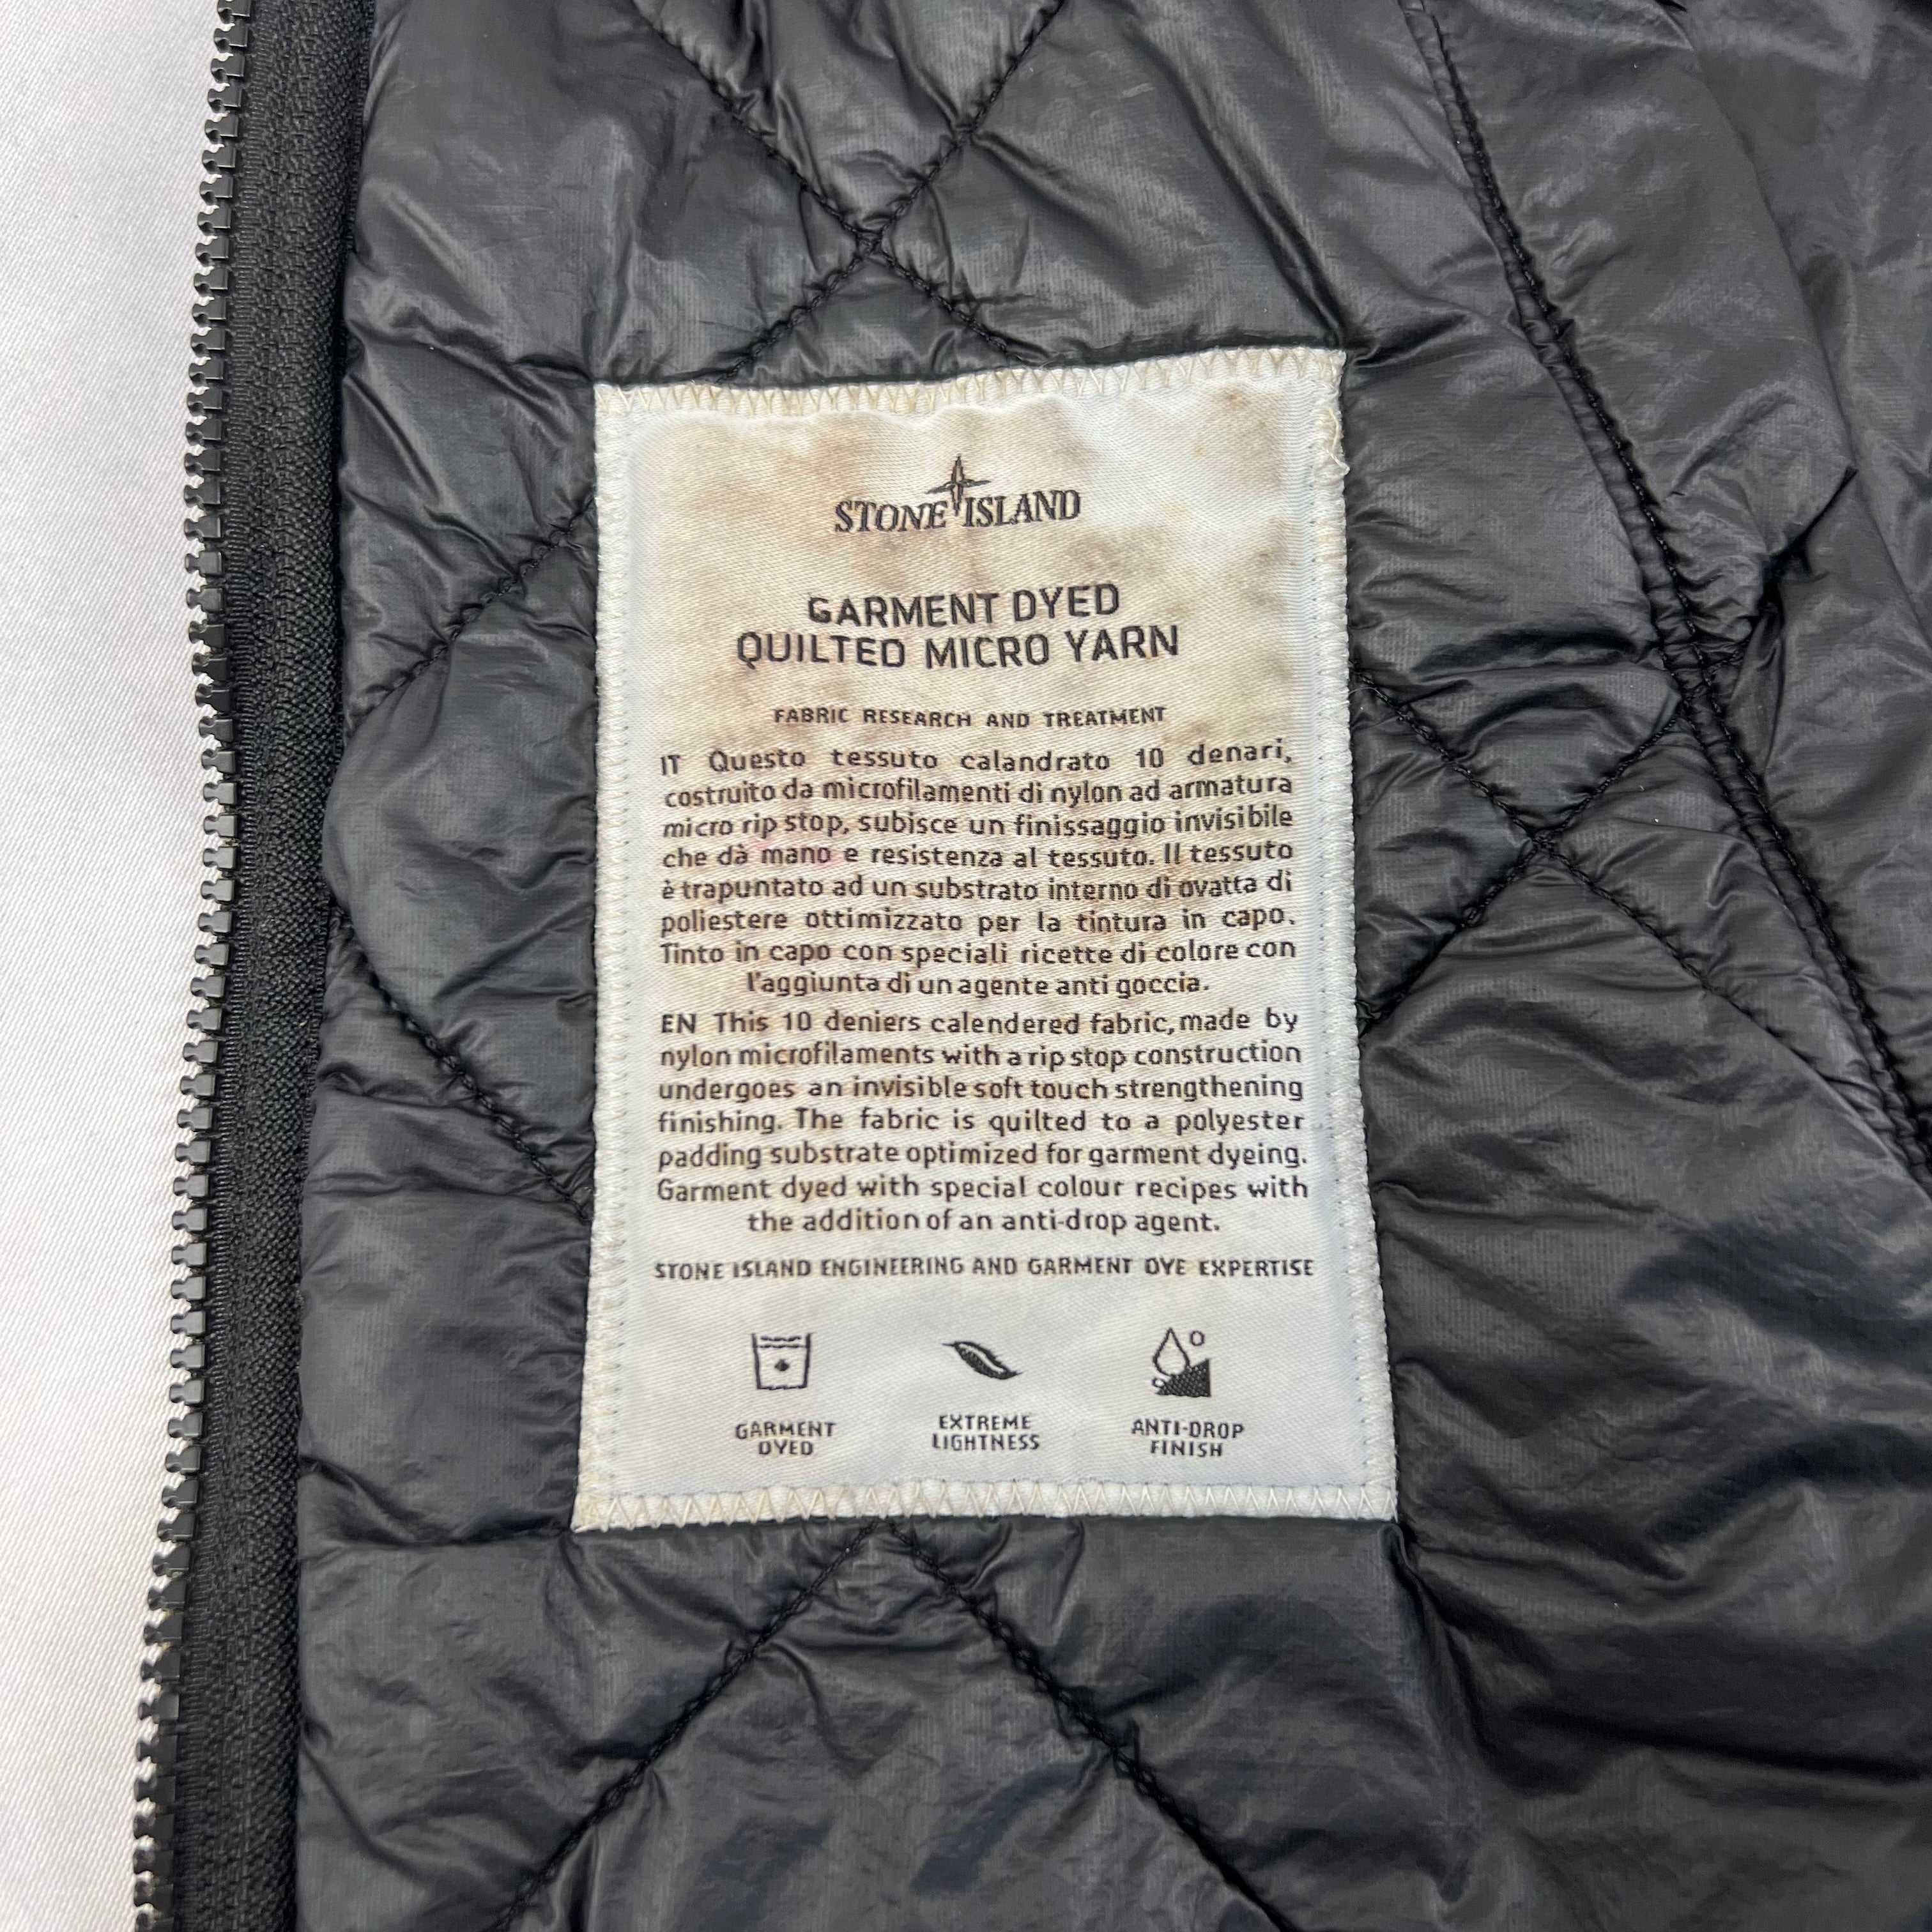 STONE ISLAND
GARMENT DYED
QUILTED MICRO YARN
FABRIC RESEARCH AND TREATMENT
IT Questo tessuto calandrato 10 denari,
costruito da microfilamenti di nylon ad armatura
micro rip stop, subisce un finissaggio invisibile
che dà mano e resistenza al tessuto. Il tessuto
è trapuntato ad un substrato interno di ovatta di
poliestere ottimizzato per la tintura in capo.
Tinto in capo con speciali ricette di colore con
l'aggiunta di un agente anti goccia.
EN This 10 deniers calendered fabric, made by
nylon microfilaments with a rip stop construction
undergoes an invisible soft touch strengthening
finishing. The fabric is quilted to a polyester
padding substrate optimized for garment dyeing.
Garment dyed with special colour recipes with
the addition of an anti-drop agent.
STONE ISLAND ENGINEERING AND GARMENT DYE EXPERTISE
GARMENT
DYED
EXTREME
LIGHTNESS
ANTI-DROP
FINISH